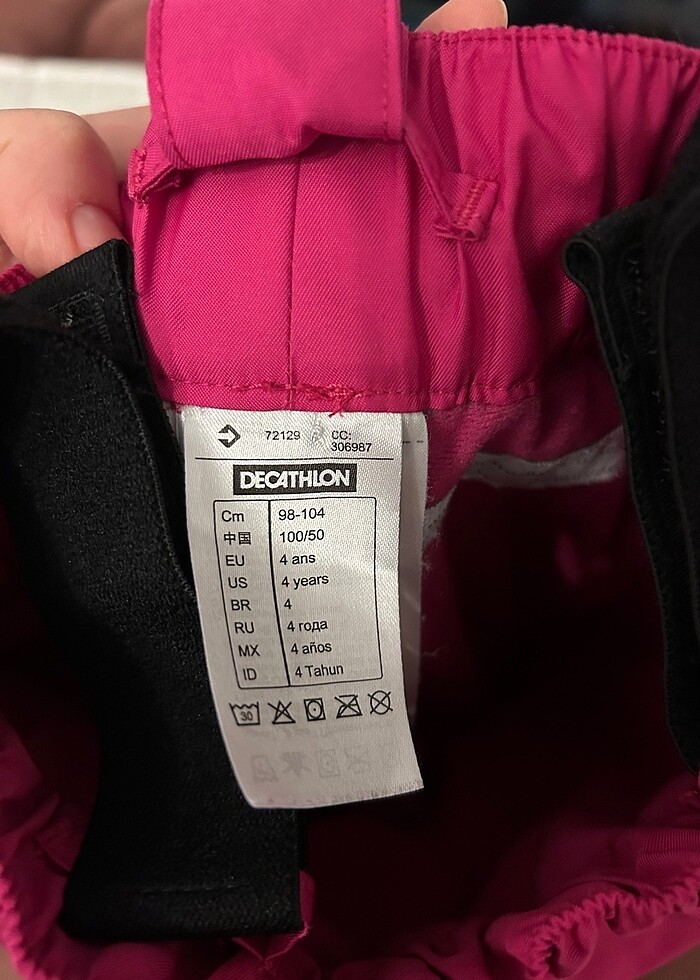 72129 CC: 306987
DECATHLON
Cm 98-104
中国 100/50
EU 4 ans
US 4 years
BR 4
RU 4 года
MX 4 años
ID 4 Tahun
30